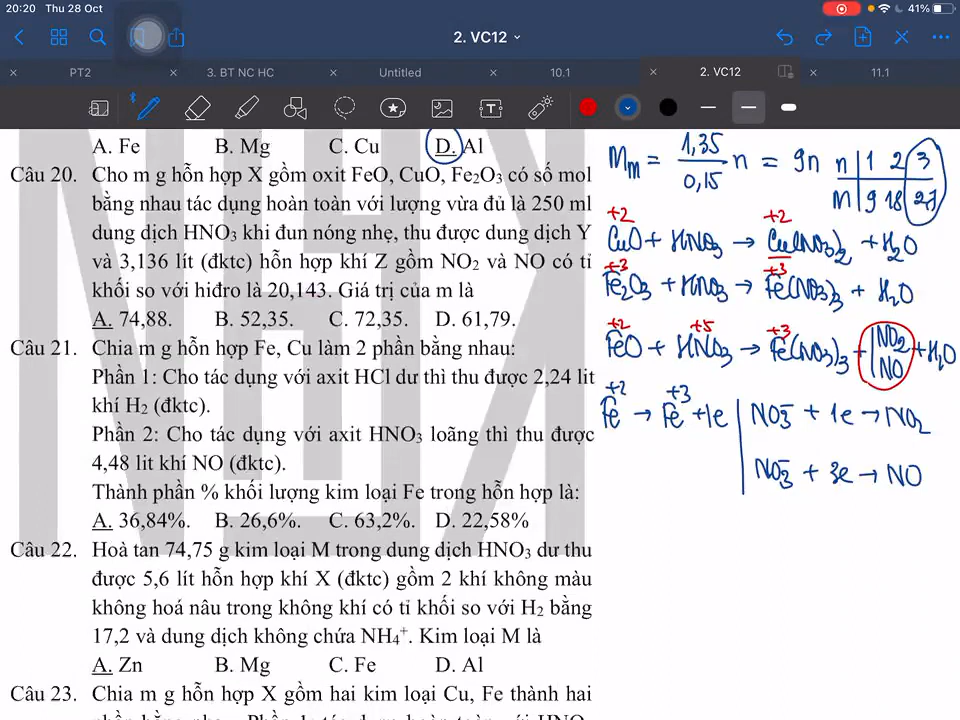 20:20 Thu 28 Oct
41%
2. VC12
PT2
3. BT NC HC
Untitled
10.1
2. VC12
11.1
A. Fe B. Mg C. Cu D. Al
Câu 20. Cho m g hỗn hợp X gồm oxit FeO, CuO, Fe₂O₃ có số mol
bằng nhau tác dụng hoàn toàn với lượng vừa đủ là 250 ml
dung dịch HNO₃ khi đun nóng nhẹ, thu được dung dịch Y
và 3,136 lít (đktc) hỗn hợp khí Z gồm NO₂ và NO có tỉ
khối so với hiđro là 20,143. Giá trị của m là
A. 74,88. B. 52,35. C. 72,35. D. 61,79.
Câu 21. Chia m g hỗn hợp Fe, Cu làm 2 phần bằng nhau:
Phần 1: Cho tác dụng với axit HCl dư thì thu được 2,24 lit
khí H₂ (đktc).
Phần 2: Cho tác dụng với axit HNO₃ loãng thì thu được
4,48 lit khí NO (đktc).
Thành phần % khối lượng kim loại Fe trong hỗn hợp là:
A. 36,84%. B. 26,6%. C. 63,2%. D. 22,58%
Câu 22. Hoà tan 74,75 g kim loại M trong dung dịch HNO₃ dư thu
được 5,6 lít hỗn hợp khí X (đktc) gồm 2 khí không màu
không hoá nâu trong không khí có tỉ khối so với H₂ bằng
17,2 và dung dịch không chứa NH₄⁺. Kim loại M là
A. Zn B. Mg C. Fe D. Al
Câu 23. Chia m g hỗn hợp X gồm hai kim loại Cu, Fe thành hai
M_m = 1,35 / 0,15 n = 9n
n | 1 2 3
M | 9 18 27
+2 +2
CuO + HNO₃ → Cu(NO₃)₂ + H₂O
+3 +3
Fe₂O₃ + HNO₃ → Fe(NO₃)₃ + H₂O
+2 +5 +3
FeO + HNO₃ → Fe(NO₃)₃ + | NO₂ NO + H₂O
+2 +3
Fe → Fe + 1e | NO₃⁻ + 1e → NO₂
NO₃⁻ + 3e → NO